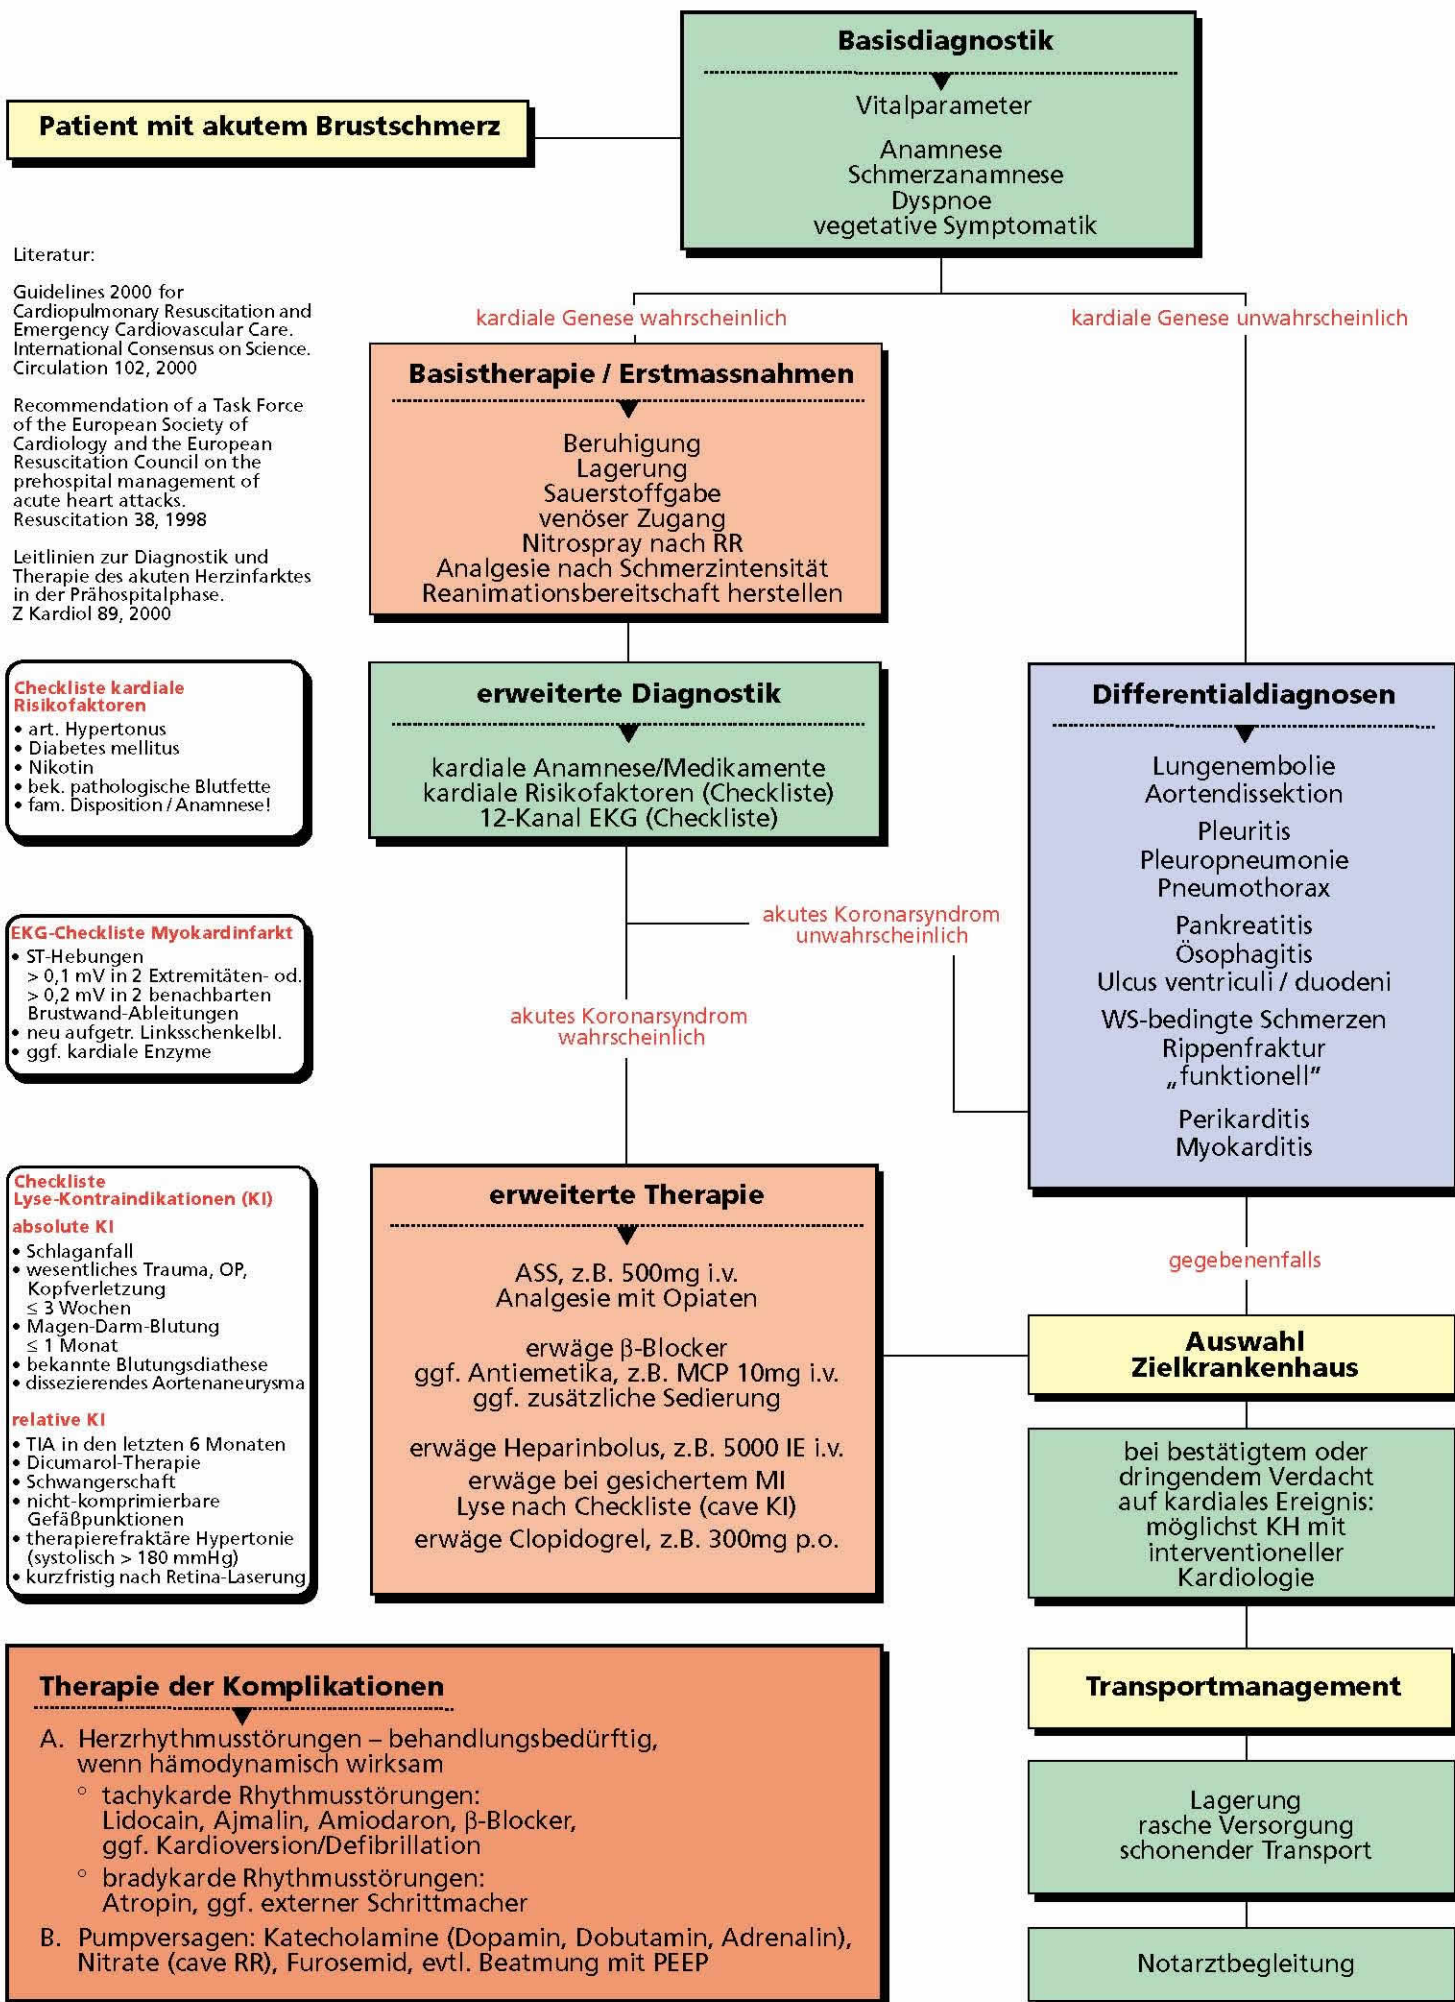 Basisdiagnostik
Vitalparameter
Anamnese
Schmerzanamnese
Dyspnoe
vegetative Symptomatik
Patient mit akutem Brustschmerz
Literatur:
Guidelines 2000 for
Cardiopulmonary Resuscitation and
Emergency Cardiovascular Care.
International Consensus on Science.
Circulation 102, 2000
Recommendation of a Task Force
of the European Society of
Cardiology and the European
Resuscitation Council on the
prehospital management of
acute heart attacks.
Resuscitation 38, 1998
Leitlinien zur Diagnostik und
Therapie des akuten Herzinfarktes
in der Prähospitalphase.
Z Kardiol 89, 2000
kardiale Genese wahrscheinlich
kardiale Genese unwahrscheinlich
Basistherapie / Erstmassnahmen
Beruhigung
Lagerung
Sauerstoffgabe
venöser Zugang
Nitrospray nach RR
Analgesie nach Schmerzintensität
Reanimationsbereitschaft herstellen
Checkliste kardiale
Risikofaktoren
• art. Hypertonus
• Diabetes mellitus
• Nikotin
• bek. pathologische Blutfette
• fam. Disposition / Anamnese!
erweiterte Diagnostik
kardiale Anamnese/Medikamente
kardiale Risikofaktoren (Checkliste)
12-Kanal EKG (Checkliste)
Differentialdiagnosen
Lungenembolie
Aortendissektion
Pleuritis
Pleuropneumonie
Pneumothorax
Pankreatitis
Ösophagitis
Ulcus ventriculi / duodeni
WS-bedingte Schmerzen
Rippenfraktur
„funktionell”
Perikarditis
Myokarditis
EKG-Checkliste Myokardinfarkt
• ST-Hebungen
> 0,1 mV in 2 Extremitäten- od.
> 0,2 mV in 2 benachbarten
Brustwand-Ableitungen
• neu aufgetr. Linksschenkelbl.
• ggf. kardiale Enzyme
akutes Koronarsyndrom
unwahrscheinlich
akutes Koronarsyndrom
wahrscheinlich
Checkliste
Lyse-Kontraindikationen (KI)
absolute KI
• Schlaganfall
• wesentliches Trauma, OP,
Kopfverletzung
≤ 3 Wochen
• Magen-Darm-Blutung
≤ 1 Monat
• bekannte Blutungsdiathese
• dissezierendes Aortenaneurysma
relative KI
• TIA in den letzten 6 Monaten
• Dicumarol-Therapie
• Schwangerschaft
• nicht-komprimierbare
Gefäßpunktionen
• therapierefraktäre Hypertonie
(systolisch > 180 mmHg)
• kurzfristig nach Retina-Laserung
erweiterte Therapie
ASS, z.B. 500mg i.v.
Analgesie mit Opiaten
erwäge β-Blocker
ggf. Antiemetika, z.B. MCP 10mg i.v.
ggf. zusätzliche Sedierung
erwäge Heparinbolus, z.B. 5000 IE i.v.
erwäge bei gesichertem MI
Lyse nach Checkliste (cave KI)
erwäge Clopidogrel, z.B. 300mg p.o.
gegebenenfalls
Auswahl
Zielkrankenhaus
bei bestätigtem oder
dringendem Verdacht
auf kardiales Ereignis:
möglichst KH mit
interventioneller
Kardiologie
Transportmanagement
Lagerung
rasche Versorgung
schonender Transport
Notarztbegleitung
Therapie der Komplikationen
A. Herzrhythmusstörungen – behandlungsbedürftig,
wenn hämodynamisch wirksam
° tachykarde Rhythmusstörungen:
Lidocain, Ajmalin, Amiodaron, β-Blocker,
ggf. Kardioversion/Defibrillation
° bradykarde Rhythmusstörungen:
Atropin, ggf. externer Schrittmacher
B. Pumpversagen: Katecholamine (Dopamin, Dobutamin, Adrenalin),
Nitrate (cave RR), Furosemid, evtl. Beatmung mit PEEP